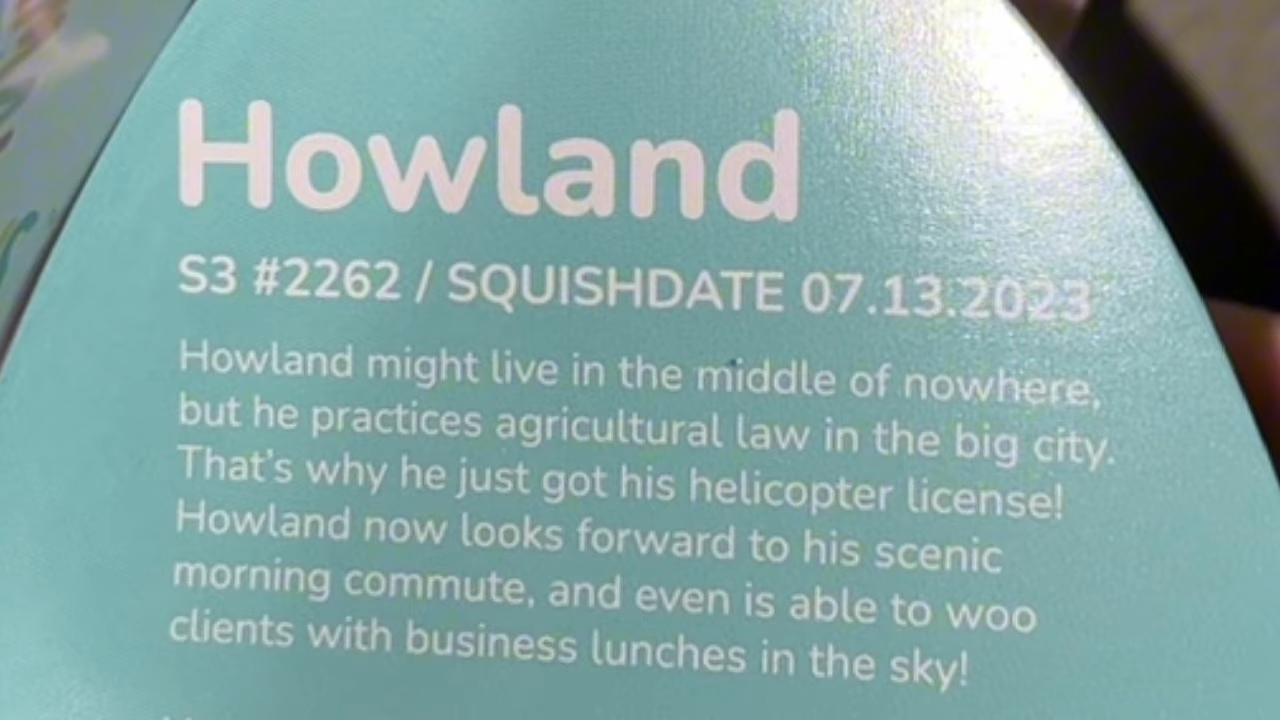 Howland
S3 #2262 / SQUISHDATE 07.13.2023
Howland might live in the middle of nowhere,
but he practices agricultural law in the big city.
That's why he just got his helicopter license!
Howland now looks forward to his scenic
morning commute, and even is able to woo
clients with business lunches in the sky!